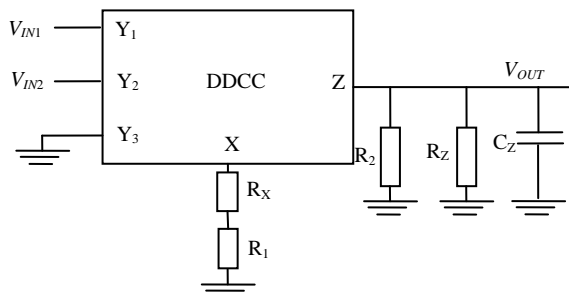 V_IN1 Y_1
V_IN2 Y_2 DDCC Z V_OUT
Y_3 X
R_2 R_Z C_Z
R_X
R_1